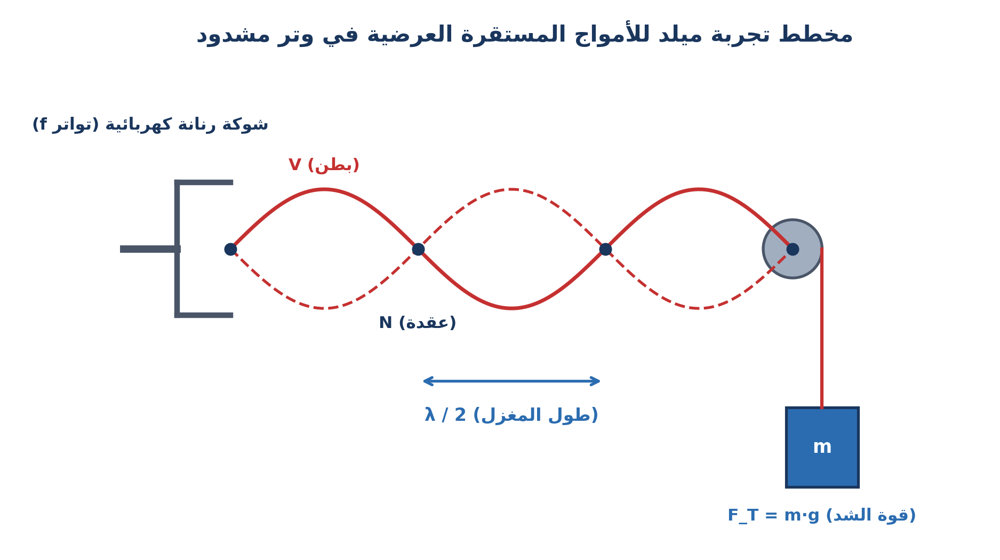 مخطط تجربة ميلد للأمواج المستقرة العرضية في وتر مشدود
شوكة رنانة كهربائية (تواتر f)
V (بطن)
N (عقدة)
λ / 2 (طول المغزل)
m
F_T = m·g (قوة الشد)